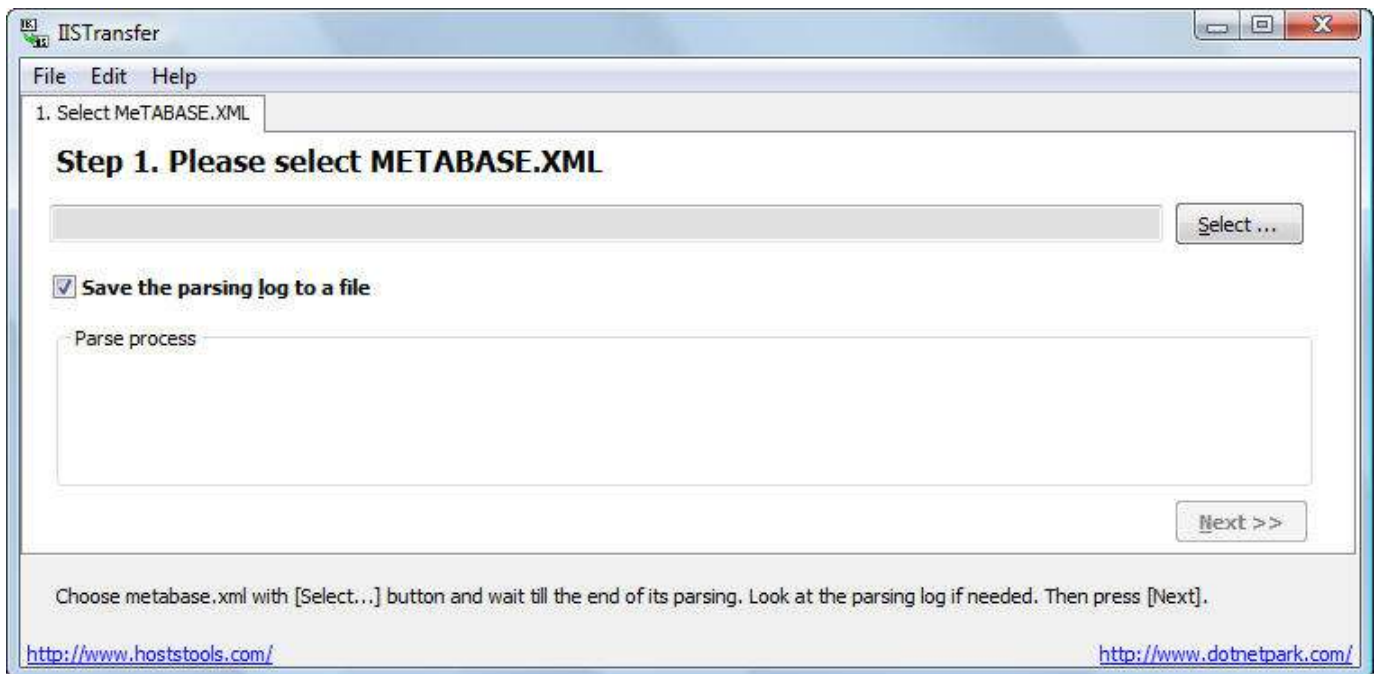 IISTransfer
File Edit Help
1. Select MeTABASE.XML
Step 1. Please select METABASE.XML
Select ...
Save the parsing log to a file
Parse process
Next >>
Choose metabase.xml with [Select...] button and wait till the end of its parsing. Look at the parsing log if needed. Then press [Next].
http://www.hoststools.com/ http://www.dotnetpark.com/